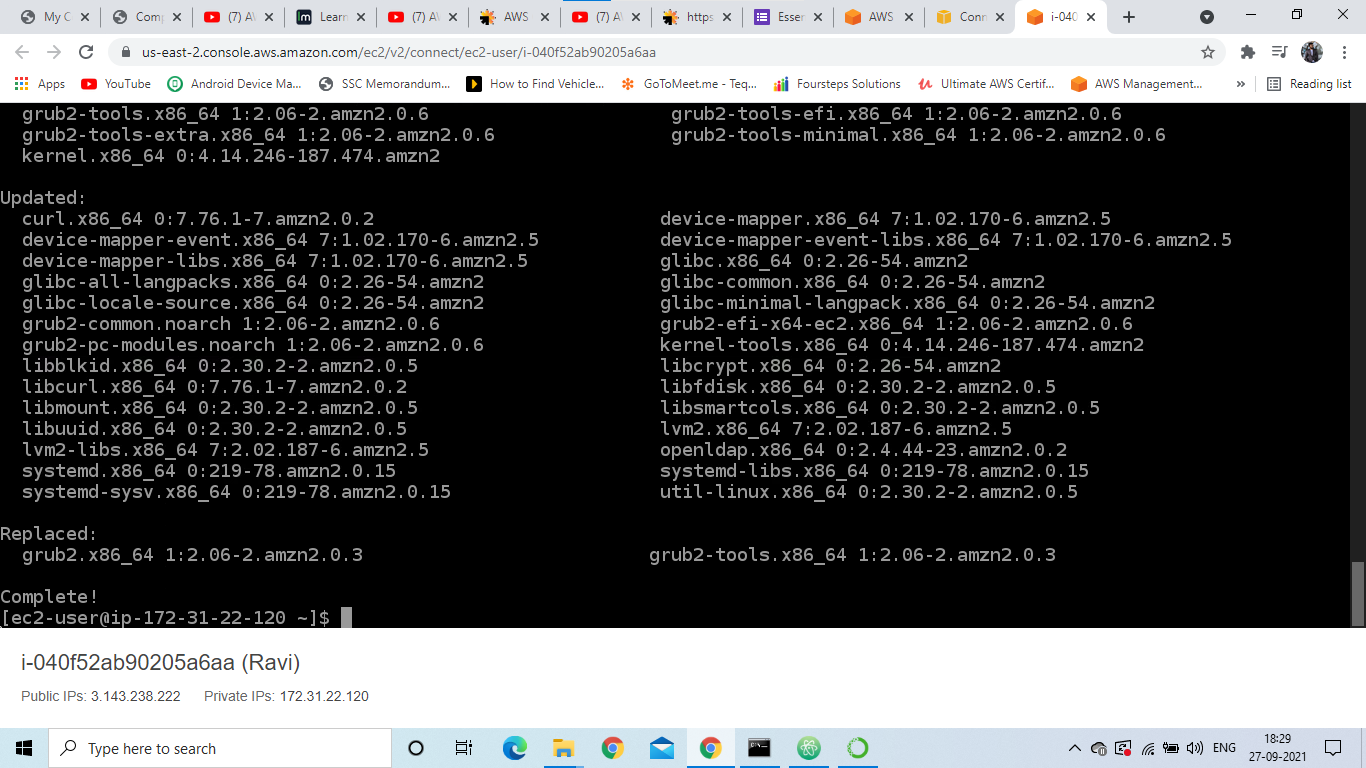 My C
Comp
(7) A
Learn
(7) A
AWS
(7) A
https
Esser
AWS
Conn
i-040
us-east-2.console.aws.amazon.com/ec2/v2/connect/ec2-user/i-040f52ab90205a6aa
Apps YouTube Android Device Ma... SSC Memorandum... How to Find Vehicle... GoToMeet.me - Teq... Foursteps Solutions Ultimate AWS Certif... AWS Management... » Reading list
grub2-tools.x86_64 1:2.06-2.amzn2.0.6 grub2-tools-efi.x86_64 1:2.06-2.amzn2.0.6
grub2-tools-extra.x86_64 1:2.06-2.amzn2.0.6 grub2-tools-minimal.x86_64 1:2.06-2.amzn2.0.6
kernel.x86_64 0:4.14.246-187.474.amzn2
Updated:
curl.x86_64 0:7.76.1-7.amzn2.0.2 device-mapper.x86_64 7:1.02.170-6.amzn2.5
device-mapper-event.x86_64 7:1.02.170-6.amzn2.5 device-mapper-event-libs.x86_64 7:1.02.170-6.amzn2.5
device-mapper-libs.x86_64 7:1.02.170-6.amzn2.5 glibc.x86_64 0:2.26-54.amzn2
glibc-all-langpacks.x86_64 0:2.26-54.amzn2 glibc-common.x86_64 0:2.26-54.amzn2
glibc-locale-source.x86_64 0:2.26-54.amzn2 glibc-minimal-langpack.x86_64 0:2.26-54.amzn2
grub2-common.noarch 1:2.06-2.amzn2.0.6 grub2-efi-x64-ec2.x86_64 1:2.06-2.amzn2.0.6
grub2-pc-modules.noarch 1:2.06-2.amzn2.0.6 kernel-tools.x86_64 0:4.14.246-187.474.amzn2
libblkid.x86_64 0:2.30.2-2.amzn2.0.5 libcrypt.x86_64 0:2.26-54.amzn2
libcurl.x86_64 0:7.76.1-7.amzn2.0.2 libfdisk.x86_64 0:2.30.2-2.amzn2.0.5
libmount.x86_64 0:2.30.2-2.amzn2.0.5 libsmartcols.x86_64 0:2.30.2-2.amzn2.0.5
libuuid.x86_64 0:2.30.2-2.amzn2.0.5 lvm2.x86_64 7:2.02.187-6.amzn2.5
lvm2-libs.x86_64 7:2.02.187-6.amzn2.5 openldap.x86_64 0:2.4.44-23.amzn2.0.2
systemd.x86_64 0:219-78.amzn2.0.15 systemd-libs.x86_64 0:219-78.amzn2.0.15
systemd-sysv.x86_64 0:219-78.amzn2.0.15 util-linux.x86_64 0:2.30.2-2.amzn2.0.5
Replaced:
grub2.x86_64 1:2.06-2.amzn2.0.3 grub2-tools.x86_64 1:2.06-2.amzn2.0.3
Complete!
[ec2-user@ip-172-31-22-120 ~]$
i-040f52ab90205a6aa (Ravi)
Public IPs: 3.143.238.222 Private IPs: 172.31.22.120
Type here to search
ENG
18:29
27-09-2021